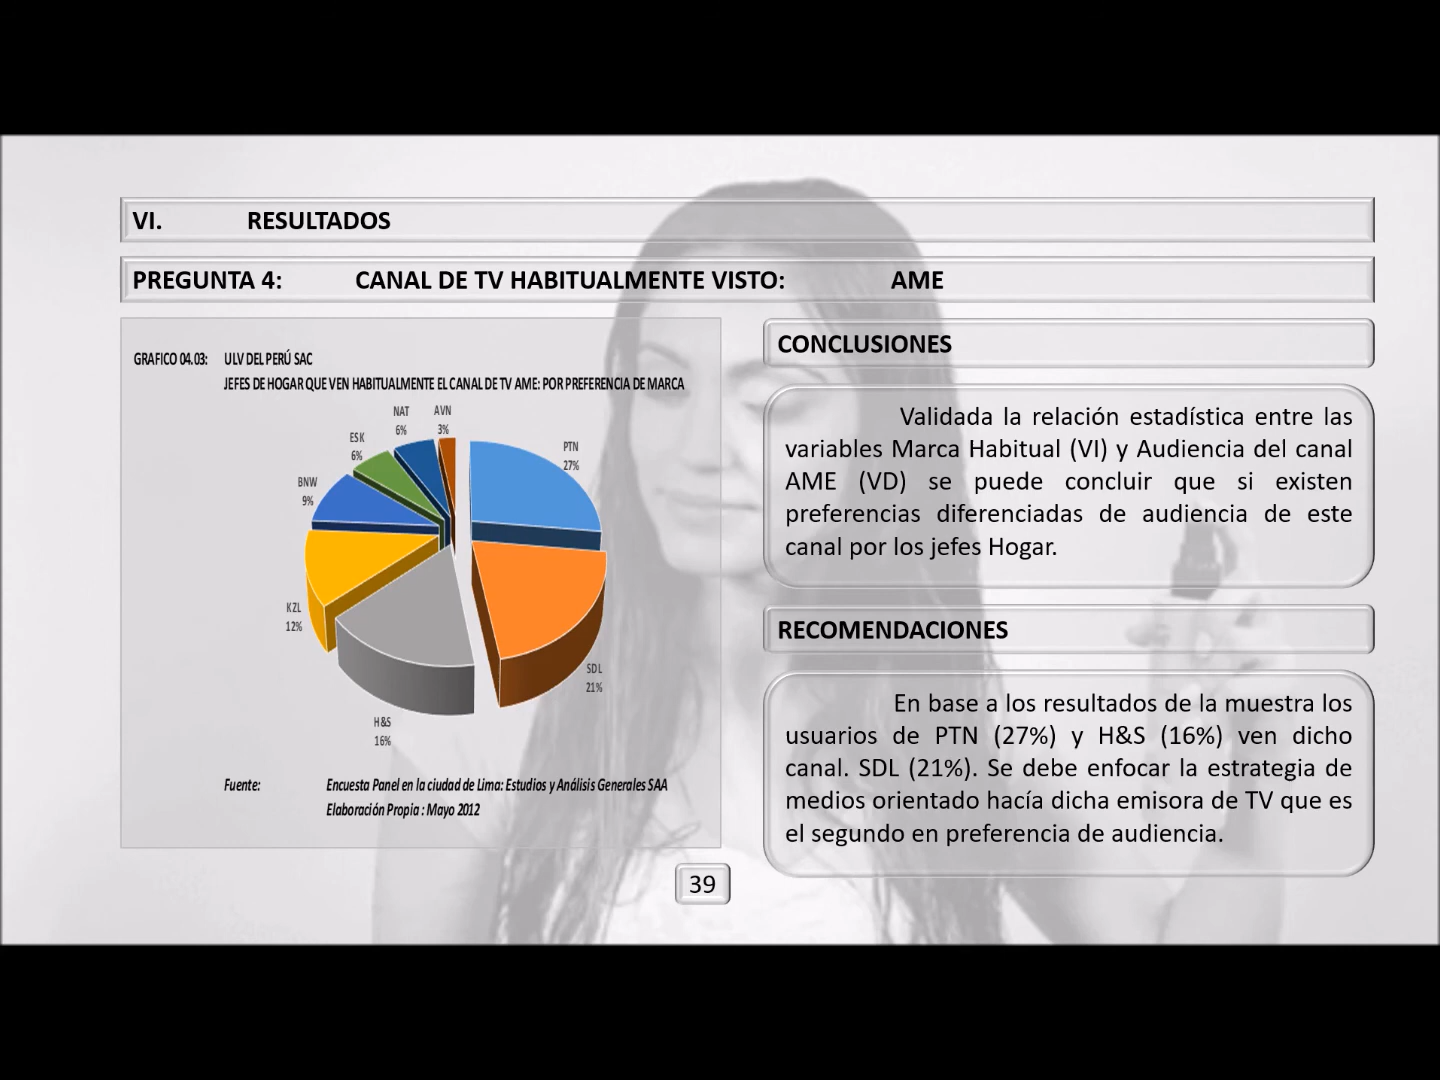 VI. RESULTADOS
PREGUNTA 4: CANAL DE TV HABITUALMENTE VISTO: AME
GRAFICO 04.03: ULV DEL PERÚ SAC
JEFES DE HOGAR QUE VEN HABITUALMENTE EL CANAL DE TV AME: POR PREFERENCIA DE MARCA
NAT
6%
AVN
3%
ESK
6%
PTN
27%
BNW
9%
KZL
12%
SDL
21%
H&S
16%
Fuente: Encuesta Panel en la ciudad de Lima: Estudios y Análisis Generales SAA
Elaboración Propia : Mayo 2012
CONCLUSIONES
Validada la relación estadística entre las
variables Marca Habitual (VI) y Audiencia del canal
AME (VD) se puede concluir que si existen
preferencias diferenciadas de audiencia de este
canal por los jefes Hogar.
RECOMENDACIONES
En base a los resultados de la muestra los
usuarios de PTN (27%) y H&S (16%) ven dicho
canal. SDL (21%). Se debe enfocar la estrategia de
medios orientado hacía dicha emisora de TV que es
el segundo en preferencia de audiencia.
39